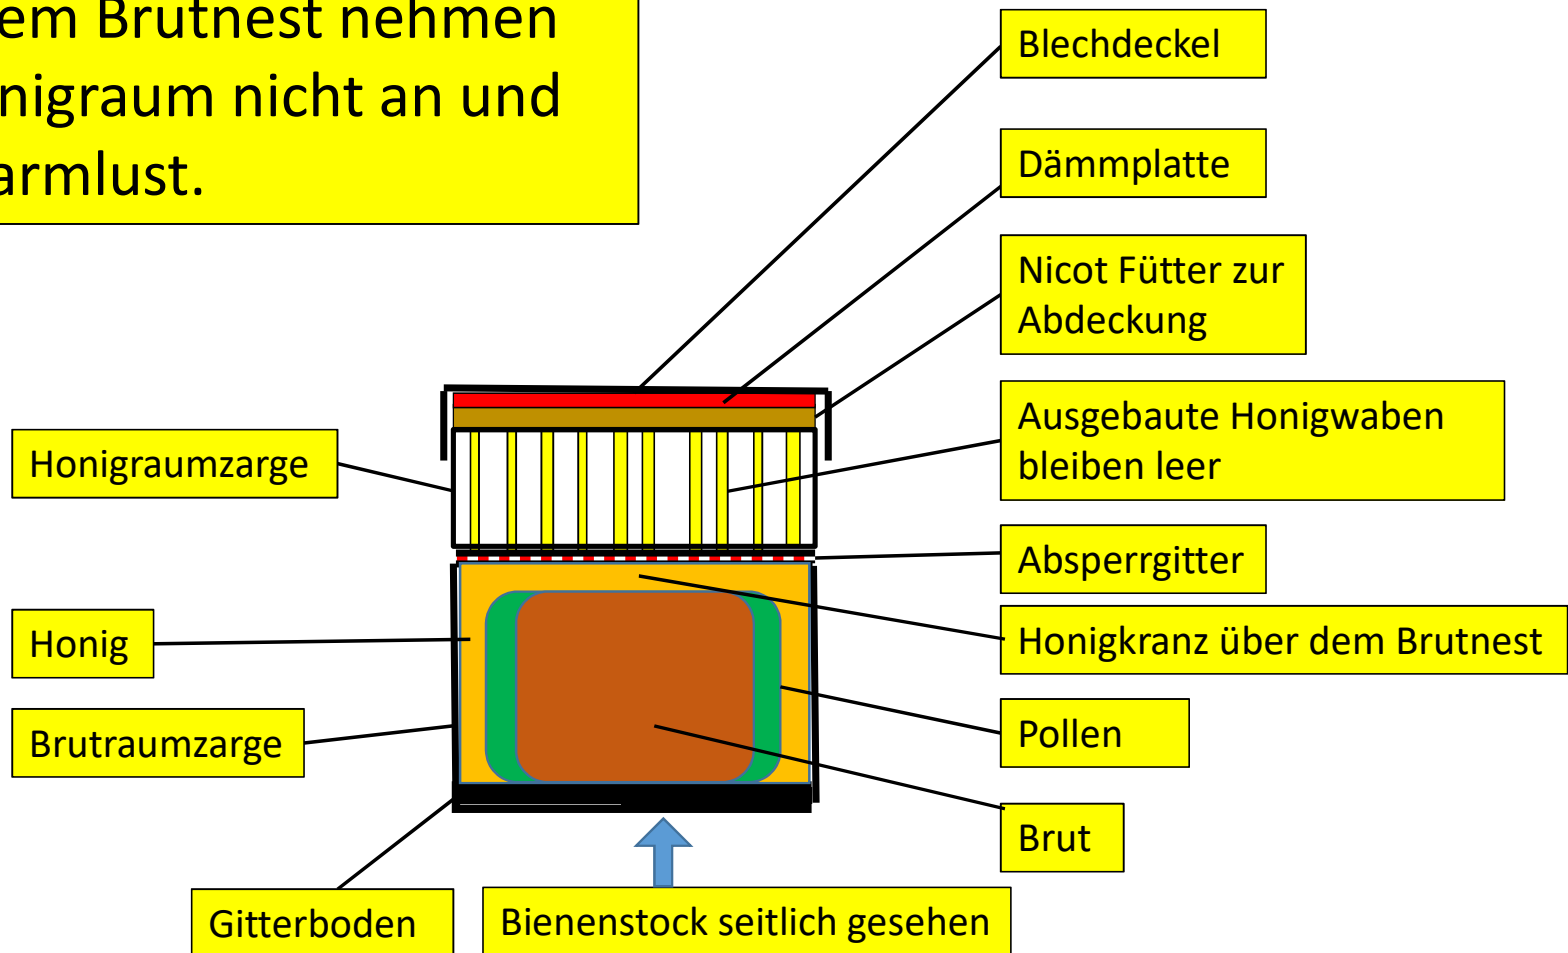 em Brutnest nehmen
nigraum nicht an und
armlust.
Blechdeckel
Dämmplatte
Nicot Fütter zur
Abdeckung
Ausgebaute Honigwaben
bleiben leer
Honigraumzarge
Absperrgitter
Honig
Honigkranz über dem Brutnest
Brutraumzarge
Pollen
Brut
Gitterboden
Bienenstock seitlich gesehen